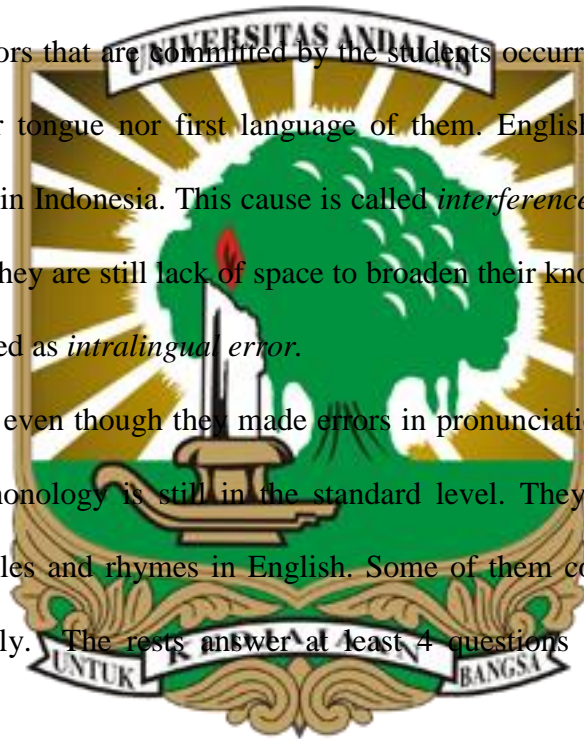 UNIVERSITAS ANDALAS
ors that are committed by the students occurr
r tongue nor first language of them. English
in Indonesia. This cause is called interference
they are still lack of space to broaden their kno
ed as intralingual error.
even though they made errors in pronunciatio
honology is still in the standard level. They
les and rhymes in English. Some of them co
ly. The rests answer at least 4 questions
UNTUK KEDJAJAAN BANGSA